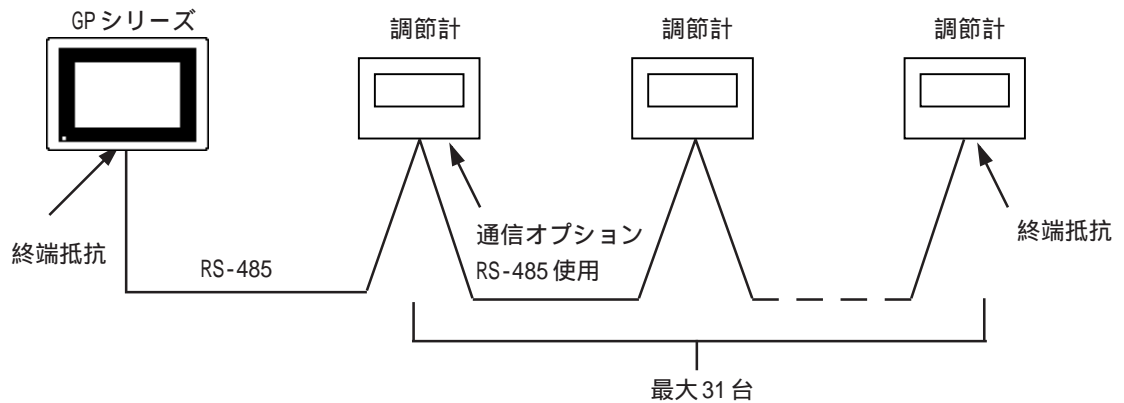 GPシリーズ
調節計
調節計
調節計
終端抵抗
RS-485
通信オプション
RS-485使用
終端抵抗
最大31台